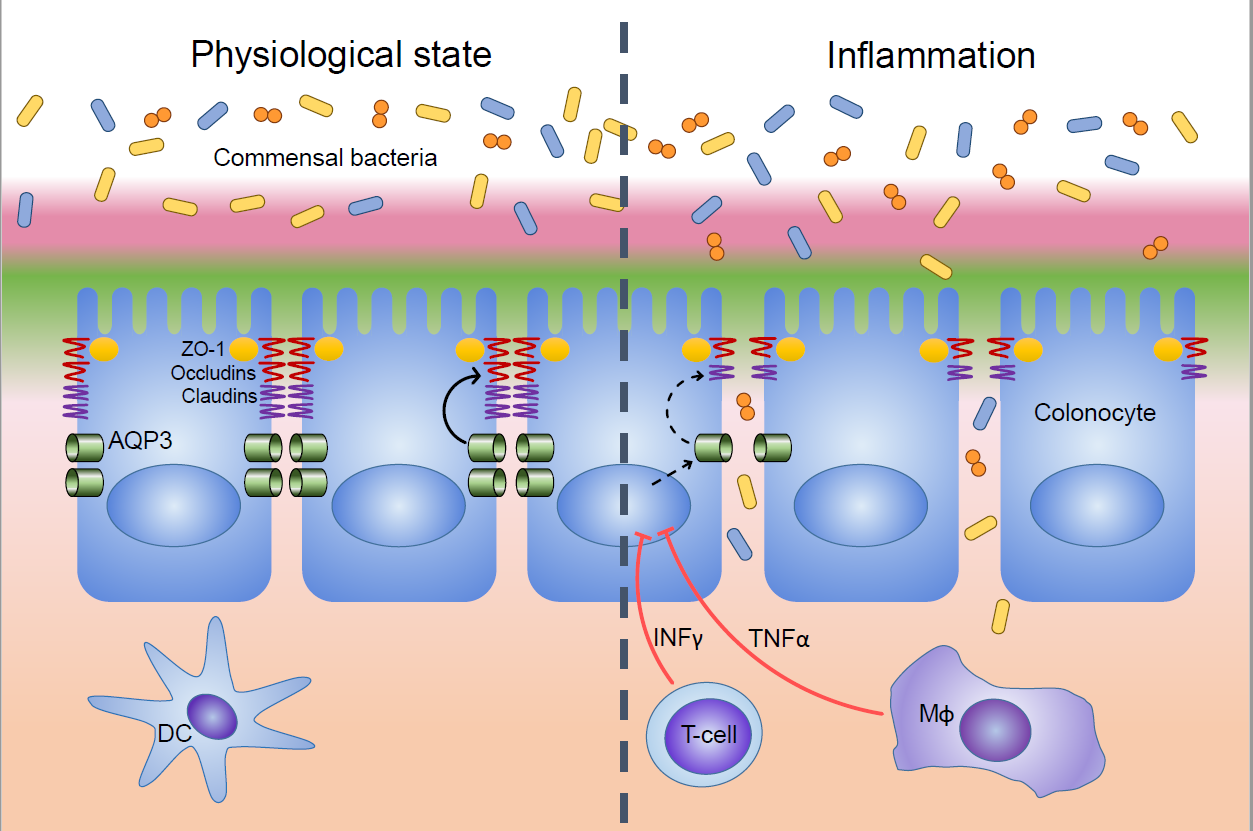 Physiological state
Inflammation
Commensal bacteria
ZO-1
Occludins
Claudins
AQP3
Colonocyte
INFγ
TNFα
DC
T-cell
Mϕ